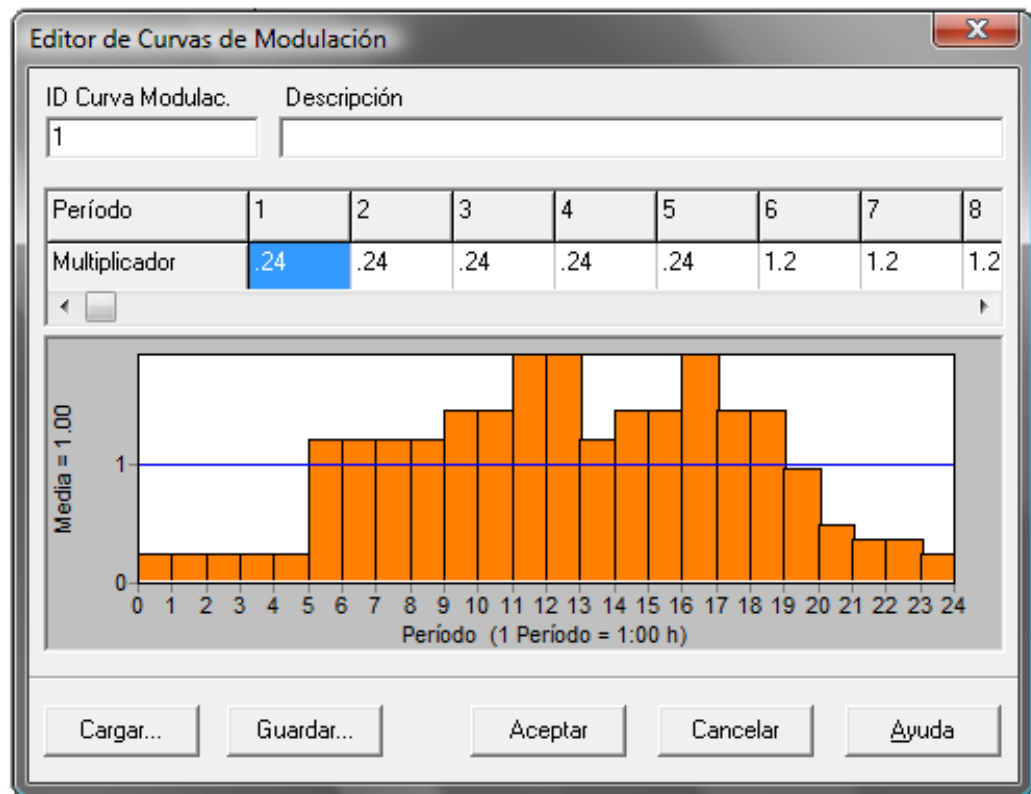 Editor de Curvas de Modulación
ID Curva Modulac. Descripción
1
Período 1 2 3 4 5 6 7 8
Multiplicador .24 .24 .24 .24 .24 1.2 1.2 1.2
Media = 1.00
1
0
0 1 2 3 4 5 6 7 8 9 10 11 12 13 14 15 16 17 18 19 20 21 22 23 24
Período (1 Período = 1:00 h)
Cargar... Guardar... Aceptar Cancelar Ayuda